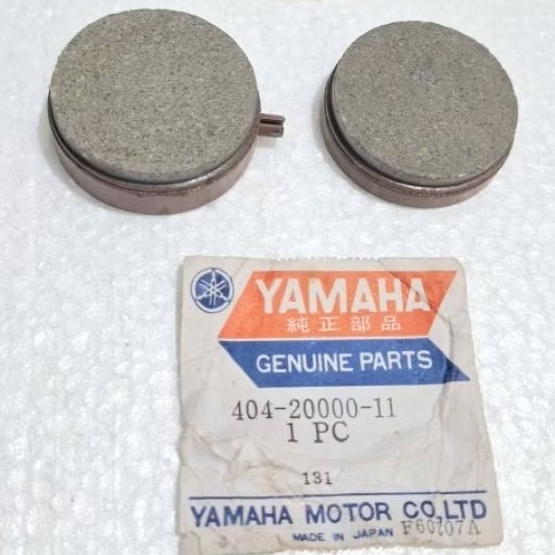 YAMAHA
純正部品
GENUINE PARTS
404-20000-11
1 PC
131
YAMAHA MOTOR CO.,LTD
MADE IN JAPAN F60707A